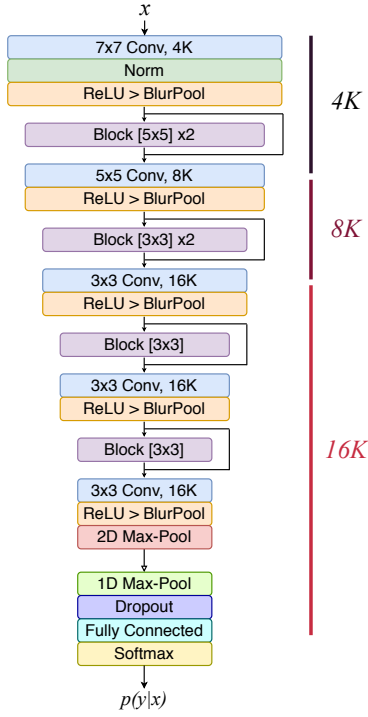 x
7x7 Conv, 4K
Norm
ReLU > BlurPool
4K
Block [5x5] x2
5x5 Conv, 8K
ReLU > BlurPool
8K
Block [3x3] x2
3x3 Conv, 16K
ReLU > BlurPool
Block [3x3]
3x3 Conv, 16K
ReLU > BlurPool
Block [3x3]
16K
3x3 Conv, 16K
ReLU > BlurPool
2D Max-Pool
1D Max-Pool
Dropout
Fully Connected
Softmax
p(y|x)